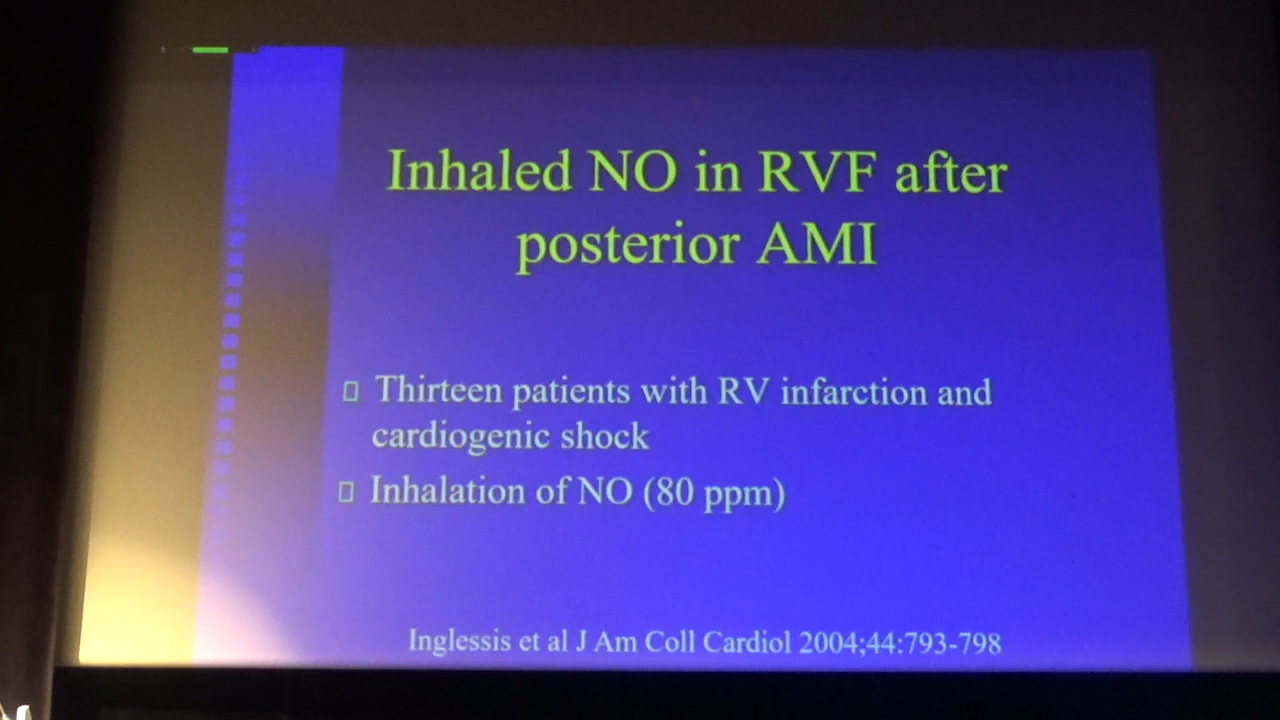 Inhaled NO in RVF after
posterior AMI
Thirteen patients with RV infarction and
cardiogenic shock
Inhalation of NO (80 ppm)
Inglessis et al J Am Coll Cardiol 2004;44:793-798